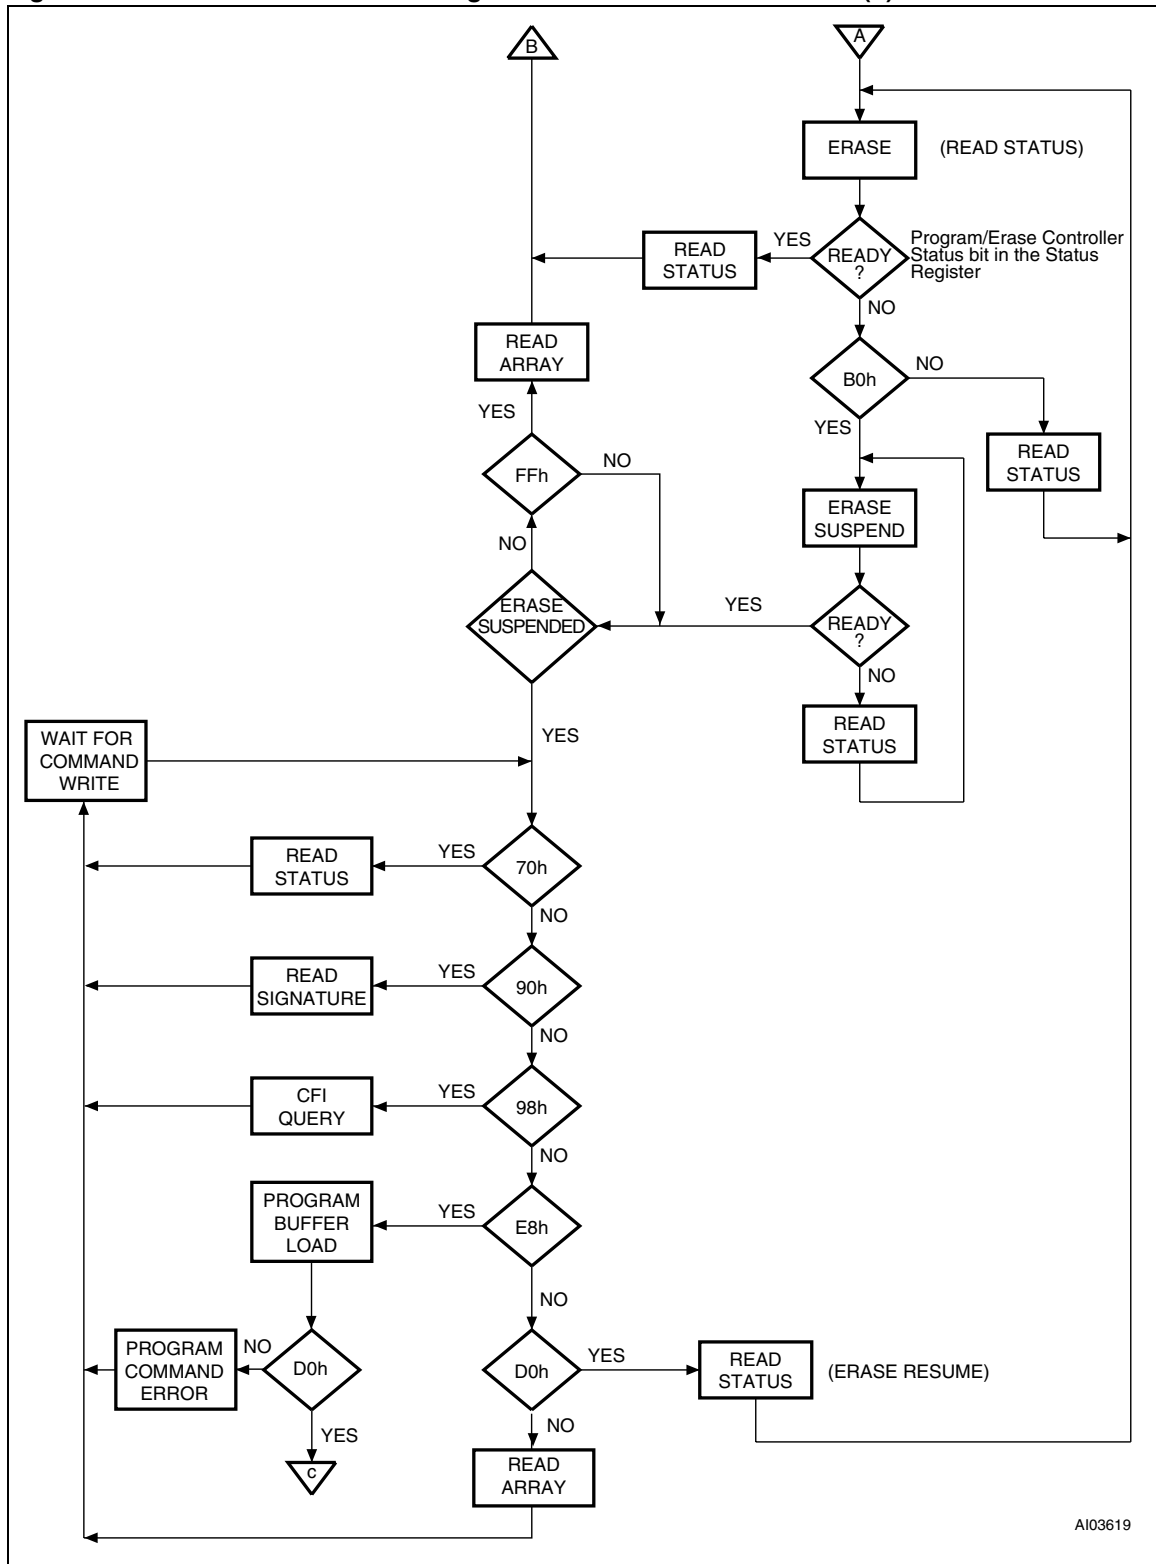 B
A
ERASE
(READ STATUS)
READ
STATUS
YES
READY
?
Program/Erase Controller
Status bit in the Status
Register
NO
READ
ARRAY
B0h
NO
YES
YES
READ
STATUS
FFh
NO
ERASE
SUSPEND
NO
ERASE
SUSPENDED
YES
READY
?
NO
READ
STATUS
YES
WAIT FOR
COMMAND
WRITE
READ
STATUS
YES
70h
NO
READ
SIGNATURE
YES
90h
NO
CFI
QUERY
YES
98h
NO
PROGRAM
BUFFER
LOAD
YES
E8h
NO
PROGRAM
COMMAND
ERROR
NO
D0h
D0h
YES
READ
STATUS
(ERASE RESUME)
YES
NO
c
READ
ARRAY
AI03619